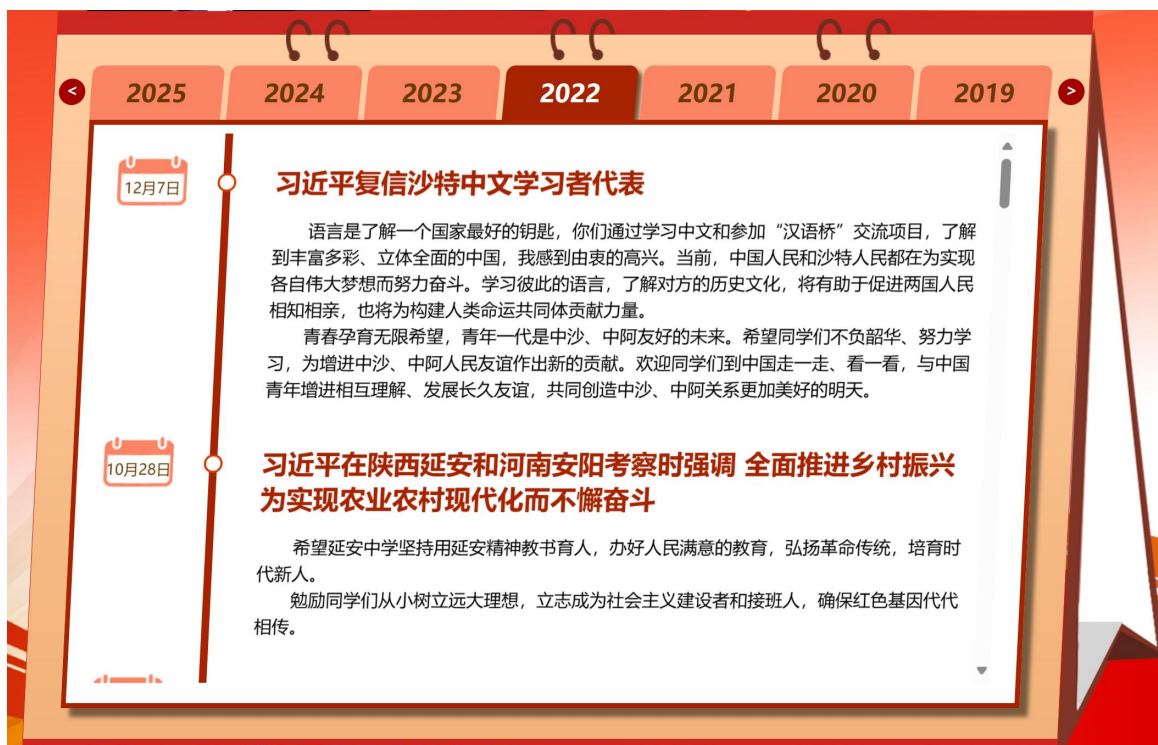 < 2025 2024 2023 2022 2021 2020 2019 >
12月7日
习近平复信沙特中文学习者代表
语言是了解一个国家最好的钥匙，你们通过学习中文和参加“汉语桥”交流项目，了解
到丰富多彩、立体全面的中国，我感到由衷的高兴。当前，中国人民和沙特人民都在为实现
各自伟大梦想而努力奋斗。学习彼此的语言，了解对方的历史文化，将有助于促进两国人民
相知相亲，也将为构建人类命运共同体贡献力量。
青春孕育无限希望，青年一代是中沙、中阿友好的未来。希望同学们不负韶华、努力学
习，为增进中沙、中阿人民友谊作出新的贡献。欢迎同学们到中国走一走、看一看，与中国
青年增进相互理解、发展长久友谊，共同创造中沙、中阿关系更加美好的明天。
10月28日
习近平在陕西延安和河南安阳考察时强调 全面推进乡村振兴
为实现农业农村现代化而不懈奋斗
希望延安中学坚持用延安精神教书育人，办好人民满意的教育，弘扬革命传统，培育时
代新人。
勉励同学们从小树立远大理想，立志成为社会主义建设者和接班人，确保红色基因代代
相传。